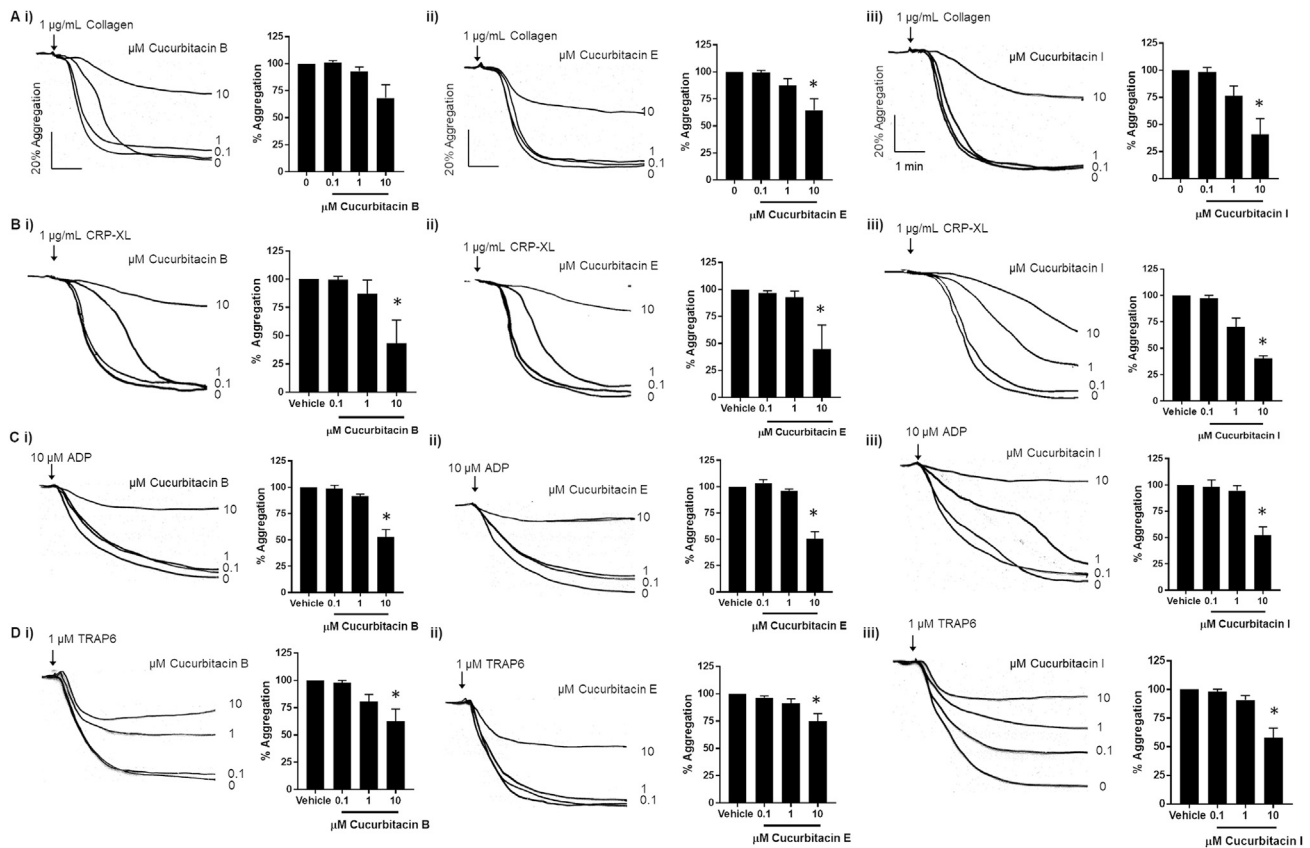 A i)
1 µg/mL Collagen
µM Cucurbitacin B
10
1
0.1
0
20% Aggregation
% Aggregation
125
100
75
50
25
0
0 0.1 1 10
µM Cucurbitacin B
ii)
1 µg/mL Collagen
µM Cucurbitacin E
10
1
0.1
0
20% Aggregation
% Aggregation
125
100
75
50
25
0
*
0 0.1 1 10
µM Cucurbitacin E
iii)
1 µg/mL Collagen
µM Cucurbitacin I
10
1
0.1
0
20% Aggregation
1 min
% Aggregation
125
100
75
50
25
0
*
0 0.1 1 10
µM Cucurbitacin I
B i)
1 µg/mL CRP-XL
µM Cucurbitacin B
10
1
0.1
0
% Aggregation
125
100
75
50
25
0
*
Vehicle 0.1 1 10
µM Cucurbitacin B
ii)
1 µg/mL CRP-XL
µM Cucurbitacin E
10
1
0.1
0
% Aggregation
125
100
75
50
25
0
*
Vehicle 0.1 1 10
µM Cucurbitacin E
iii)
1 µg/mL CRP-XL
µM Cucurbitacin I
10
1
0.1
0
% Aggregation
125
100
75
50
25
0
*
Vehicle 0.1 1 10
µM Cucurbitacin I
C i)
10 µM ADP
µM Cucurbitacin B
10
1
0.1
0
% Aggregation
125
100
75
50
25
0
*
Vehicle 0.1 1 10
µM Cucurbitacin B
ii)
10 µM ADP
µM Cucurbitacin E
10
1
0.1
0
% Aggregation
125
100
75
50
25
0
*
Vehicle 0.1 1 10
µM Cucurbitacin E
iii)
10 µM ADP
µM Cucurbitacin I
10
1
0.1
0
% Aggregation
125
100
75
50
25
0
*
Vehicle 0.1 1 10
µM Cucurbitacin I
D i)
1 µM TRAP6
µM Cucurbitacin B
10
1
0.1
0
% Aggregation
125
100
75
50
25
0
*
Vehicle 0.1 1 10
µM Cucurbitacin B
ii)
1 µM TRAP6
µM Cucurbitacin E
10
1
0.1
% Aggregation
125
100
75
50
25
0
*
Vehicle 0.1 1 10
µM Cucurbitacin E
iii)
1 µM TRAP6
µM Cucurbitacin I
10
1
0.1
0
% Aggregation
125
100
75
50
25
0
*
Vehicle 0.1 1 10
µM Cucurbitacin I